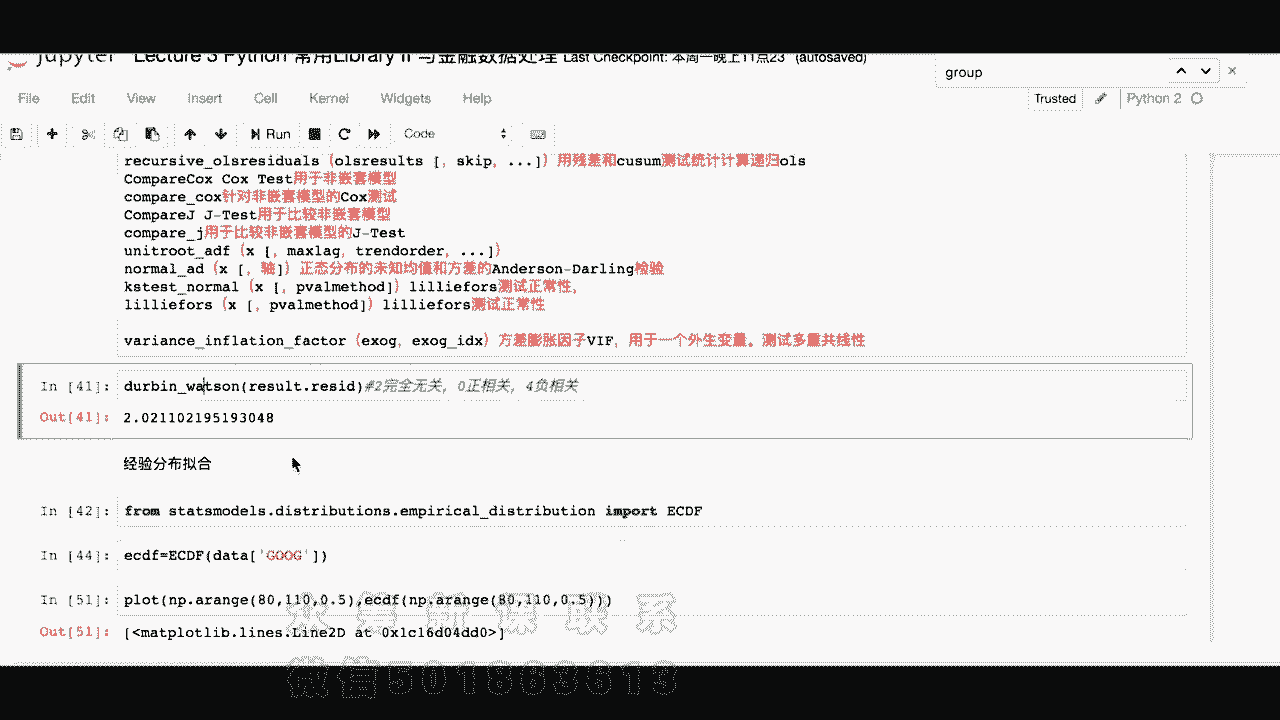 jupyter Lecture 3 Python 常用Library II 与金融数据处理 Last Checkpoint: 本周一晚上11点23 (autosaved)
group
File Edit View Insert Cell Kernel Widgets Help
Trusted Python 2
Run Code
recursive_olsresiduals (olsresults [, skip, ...]) 用残差和cusum测试统计计算递归ols
CompareCox Cox Test用于非嵌套模型
compare_cox针对非嵌套模型的Cox测试
CompareJ J-Test用于比较非嵌套模型
compare_j用于比较非嵌套模型的J-Test
unitroot_adf (x [, maxlag, trendorder, ...])
normal_ad (x [, 轴]) 正态分布的未知均值和方差的Anderson-Darling检验
kstest_normal (x [, pvalmethod]) lilliefors测试正常性,
lilliefors (x [, pvalmethod]) lilliefors测试正常性
variance_inflation_factor (exog, exog_idx) 方差膨胀因子VIF, 用于一个外生变量。测试多重共线性
In [41]: durbin_watson(result.resid)#2完全无关, 0正相关, 4负相关
Out[41]: 2.021102195193048
经验分布拟合
In [42]: from statsmodels.distributions.empirical_distribution import ECDF
In [44]: ecdf=ECDF(data['GOOG'])
In [51]: plot(np.arange(80,110,0.5),ecdf(np.arange(80,110,0.5)))
Out[51]: [<matplotlib.lines.Line2D at 0x1c16d04dd0>]
微信501863613